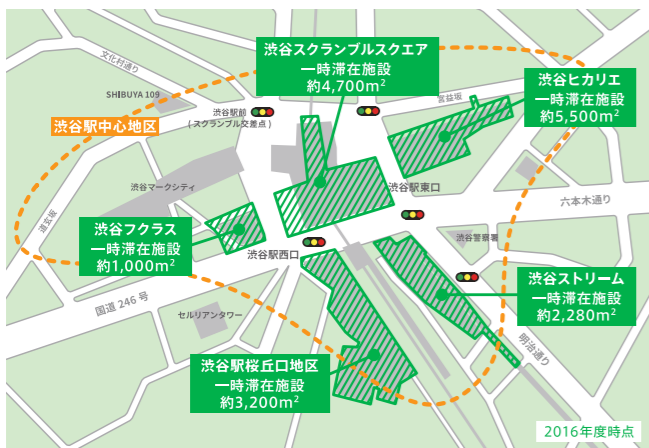 渋谷スクランブルスクエア
一時滞在施設
約4,700m²
渋谷ヒカリエ
一時滞在施設
約5,500m²
文化村通り
SHIBUYA 109
渋谷駅前
(スクランブル交差点)
宮益坂
渋谷駅中心地区
渋谷マークシティ
渋谷駅東口
六本木通り
道玄坂
渋谷フクラス
一時滞在施設
約1,000m²
渋谷警察署
渋谷駅西口
渋谷ストリーム
一時滞在施設
約2,280m²
国道246号
セルリアンタワー
明治通り
渋谷駅桜丘口地区
一時滞在施設
約3,200m²
2016年度時点